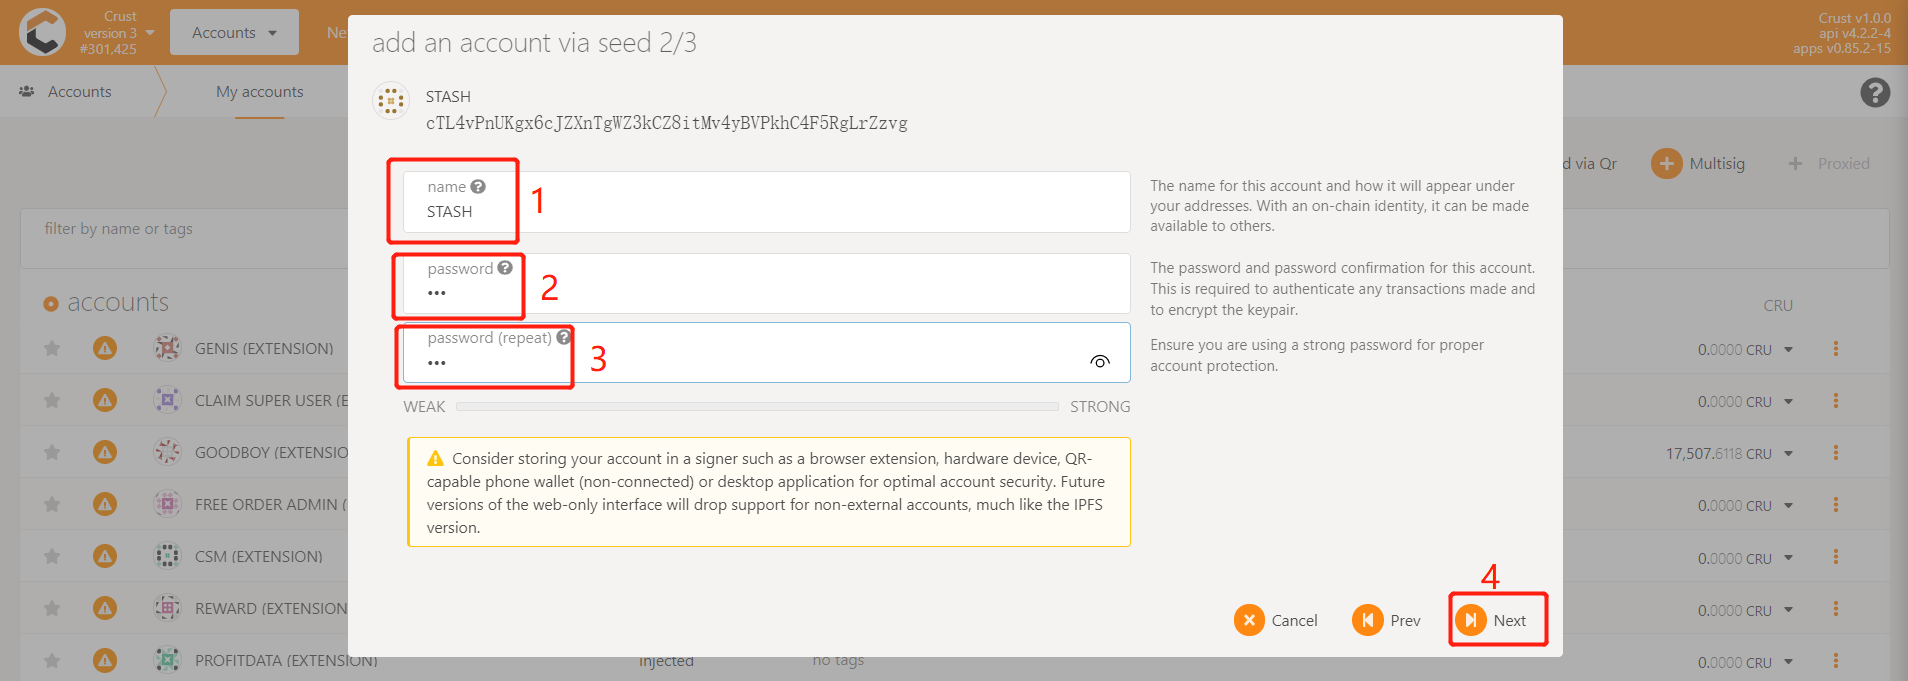 Crust
version 3
#301,425
Accounts
Ne
Crust v1.0.0
api v4.2.2-4
apps v0.85.2-15
Accounts
My accounts
add an account via seed 2/3
STASH
cTL4vPnUKgx6cJZXnTgWZ3kCZ8itMv4yBVPkhC4F5RgLrZzvg
name
STASH
1
The name for this account and how it will appear under
your addresses. With an on-chain identity, it can be made
available to others.
d via Qr
Multisig
Proxied
filter by name or tags
password
•••
2
The password and password confirmation for this account.
This is required to authenticate any transactions made and
to encrypt the keypair.
password (repeat)
•••
3
Ensure you are using a strong password for proper
account protection.
WEAK
STRONG
Consider storing your account in a signer such as a browser extension, hardware device, QR-
capable phone wallet (non-connected) or desktop application for optimal account security. Future
versions of the web-only interface will drop support for non-external accounts, much like the IPFS
version.
4
Cancel
Prev
Next
accounts
CRU
GENIS (EXTENSION)
0.0000 CRU
CLAIM SUPER USER (E
0.0000 CRU
GOODBOY (EXTENSIO
17,507.6118 CRU
FREE ORDER ADMIN (
0.0000 CRU
CSM (EXTENSION)
0.0000 CRU
REWARD (EXTENSION
0.0000 CRU
PROFITDATA (EXTENSION)
Injected
no tags
0.0000 CRU